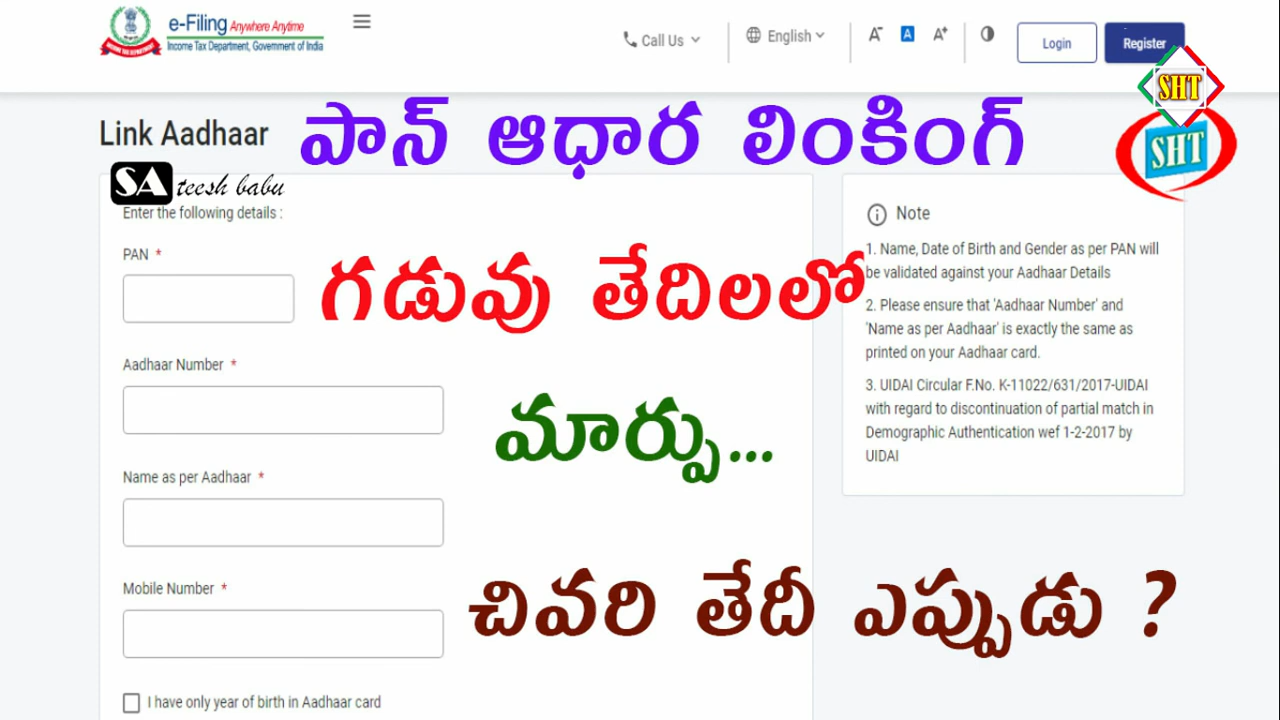 e-Filing Anywhere Anytime
Income Tax Department, Government of India
Call Us
English
A-
A
A+
Login
Register
SHT
SHT
Link Aadhaar
పాన్ ఆధార లింకింగ్
SAteesh babu
Enter the following details :
PAN *
గడువు తేదిలలో
Aadhaar Number *
మార్పు...
Name as per Aadhaar *
Mobile Number *
చివరి తేదీ ఎప్పుడు ?
I have only year of birth in Aadhaar card
Note
1. Name, Date of Birth and Gender as per PAN will
be validated against your Aadhaar Details
2. Please ensure that 'Aadhaar Number' and
'Name as per Aadhaar' is exactly the same as
printed on your Aadhaar card.
3. UIDAI Circular F.No. K-11022/631/2017-UIDAI
with regard to discontinuation of partial match in
Demographic Authentication wef 1-2-2017 by
UIDAI